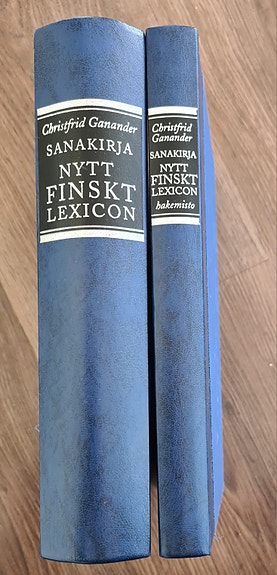 Christfrid Ganander
SANAKIRJA
NYTT
FINSKT
LEXICON
Christfrid
Ganander
SANAKIRJA
NYTT
FINSKT
LEXICON
hakemisto